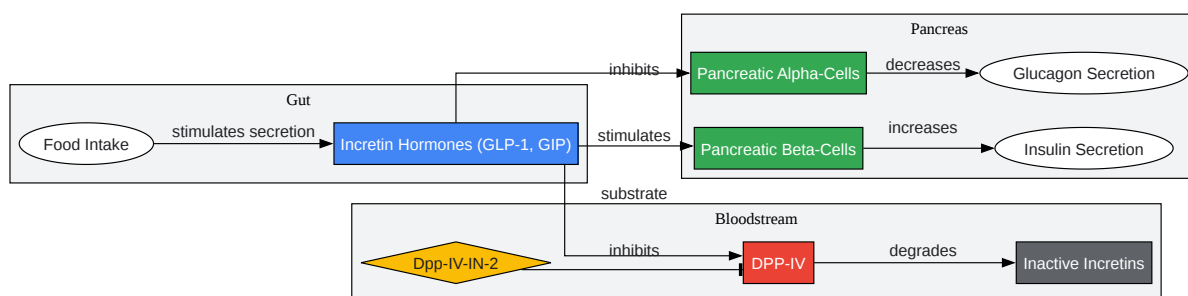 Pancreas
inhibits
Pancreatic Alpha-Cells
decreases
Glucagon Secretion
Gut
Food Intake
stimulates secretion
Incretin Hormones (GLP-1, GIP)
stimulates
Pancreatic Beta-Cells
increases
Insulin Secretion
substrate
Bloodstream
Dpp-IV-IN-2
inhibits
DPP-IV
degrades
Inactive Incretins